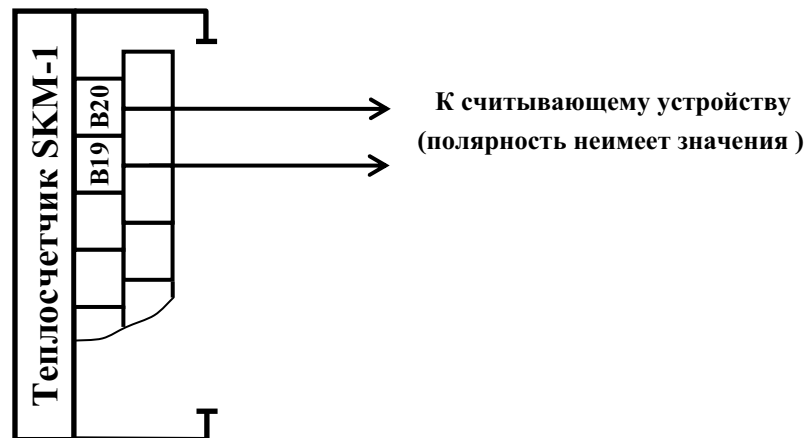 Теплосчетчик SKM-1
B20
B19
К считывающему устройству
(полярность неимеет значения )